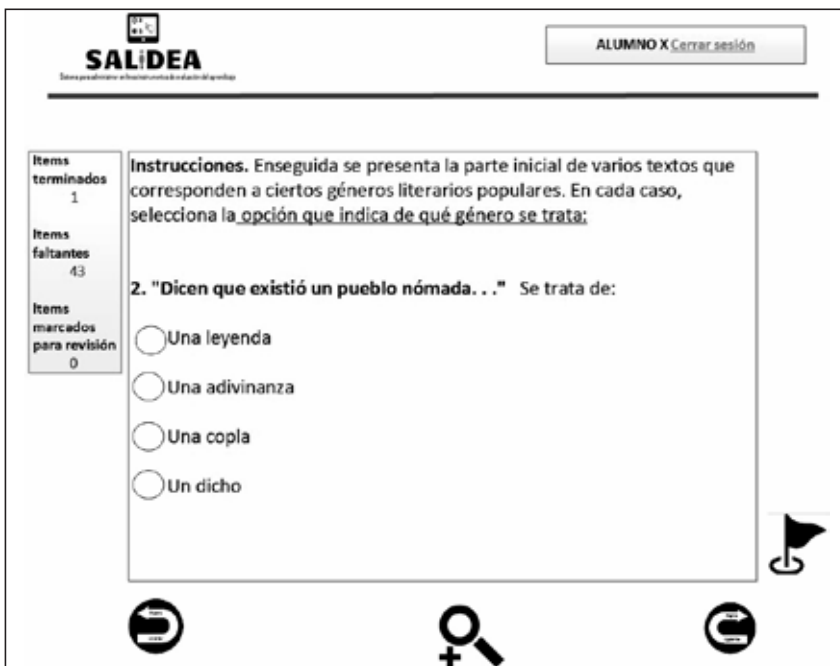 SALiDEA
ALUMNO X Cerrar sesión
Items
terminados
1
Items
faltantes
43
Items
marcados
para revisión
0
Instrucciones. Enseguida se presenta la parte inicial de varios textos que
corresponden a ciertos géneros literarios populares. En cada caso,
selecciona la opción que indica de qué género se trata:
2. "Dicen que existió un pueblo nómada. . ." Se trata de:
Una leyenda
Una adivinanza
Una copla
Un dicho